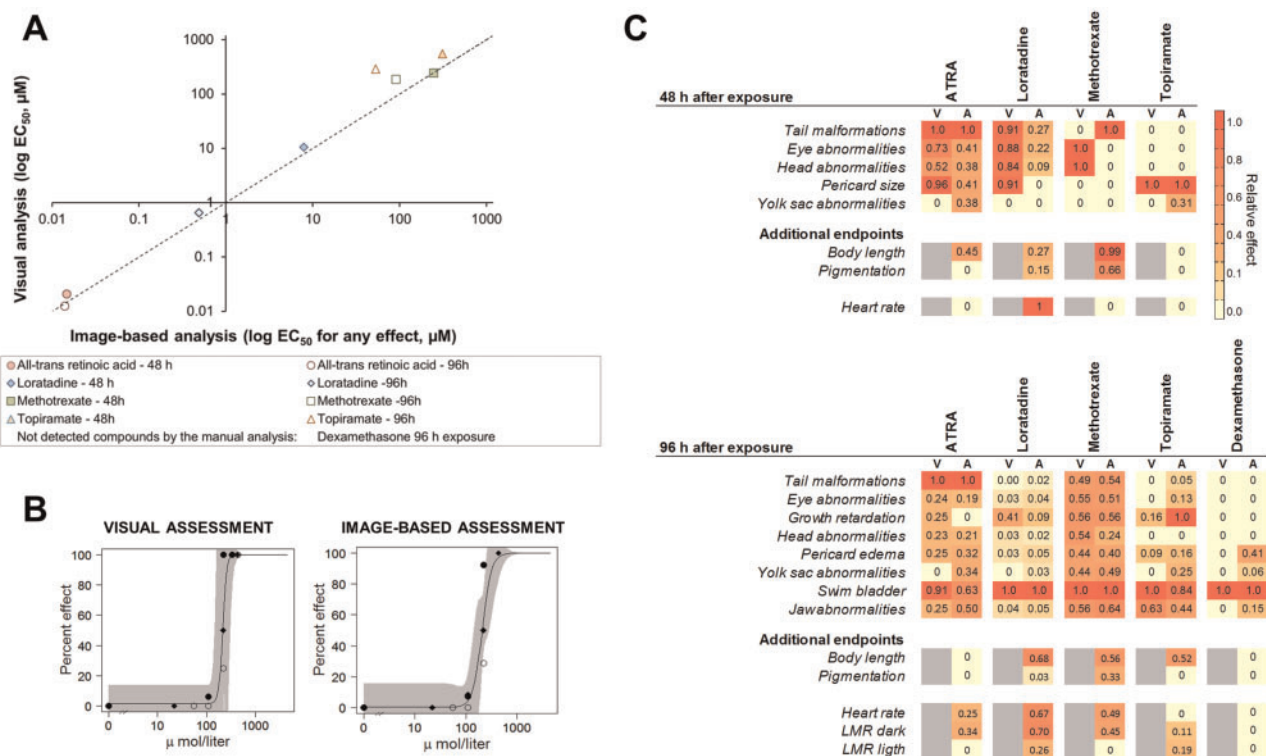 A
1000
100
10
1
0.01
0.1
1
10
100
1000
0.1
0.01
Visual analysis (log EC50, µM)
Image-based analysis (log EC50 for any effect, µM)
All-trans retinoic acid - 48 h
All-trans retinoic acid - 96h
Loratadine - 48 h
Loratadine -96h
Methotrexate - 48h
Methotrexate -96h
Topiramate - 48h
Topiramate - 96h
Not detected compounds by the manual analysis: Dexamethasone 96 h exposure
B
VISUAL ASSESSMENT
Percent effect
100
80
60
40
20
0
0 10 100 1000
µ mol/liter
IMAGE-BASED ASSESSMENT
Percent effect
100
80
60
40
20
0
0 10 100 1000
µ mol/liter
C
ATRA
Loratadine
Methotrexate
Topiramate
48 h after exposure
V A V A V A V A
Tail malformations 1.0 1.0 0.91 0.27 0 1.0 0 0
Eye abnormalities 0.73 0.41 0.88 0.22 1.0 0 0 0
Head abnormalities 0.52 0.38 0.84 0.09 1.0 0 0 0
Pericard size 0.96 0.41 0.91 0 0 0 1.0 1.0
Yolk sac abnormalities 0 0.38 0 0 0 0 0 0.31
Additional endpoints
Body length 0.45 0.27 0.99 0
Pigmentation 0 0.15 0.66 0
Heart rate 0 1 0 0
1.0
0.8
0.6
0.4
0.1
0.0
Relative effect
ATRA
Loratadine
Methotrexate
Topiramate
Dexamethasone
96 h after exposure
V A V A V A V A V A
Tail malformations 1.0 1.0 0.00 0.02 0.49 0.54 0 0.05 0 0
Eye abnormalities 0.24 0.19 0.03 0.04 0.55 0.51 0 0.13 0 0
Growth retardation 0.25 0 0.41 0.09 0.56 0.56 0.16 1.0 0 0
Head abnormalities 0.23 0.21 0.03 0.02 0.54 0.24 0 0 0 0
Pericard edema 0.25 0.32 0.03 0.05 0.44 0.40 0.09 0.16 0 0.41
Yolk sac abnormalities 0 0.34 0 0.03 0.44 0.49 0 0.25 0 0.06
Swim bladder 0.91 0.63 1.0 1.0 1.0 1.0 1.0 0.84 1.0 1.0
Jawabnormalities 0.25 0.50 0.04 0.05 0.56 0.64 0.63 0.44 0 0.15
Additional endpoints
Body length 0 0.68 0.56 0.52 0
Pigmentation 0 0.03 0.33 0 0
Heart rate 0.25 0.67 0.49 0 0
LMR dark 0.34 0.70 0.45 0.11 0
LMR ligth 0 0.26 0 0.19 0